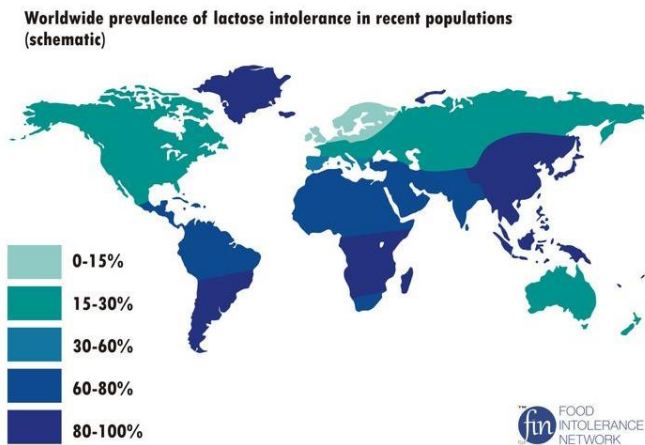 Worldwide prevalence of lactose intolerance in recent populations
(schematic)
0-15%
15-30%
30-60%
60-80%
80-100%
fin
FOOD
INTOLERANCE
NETWORK